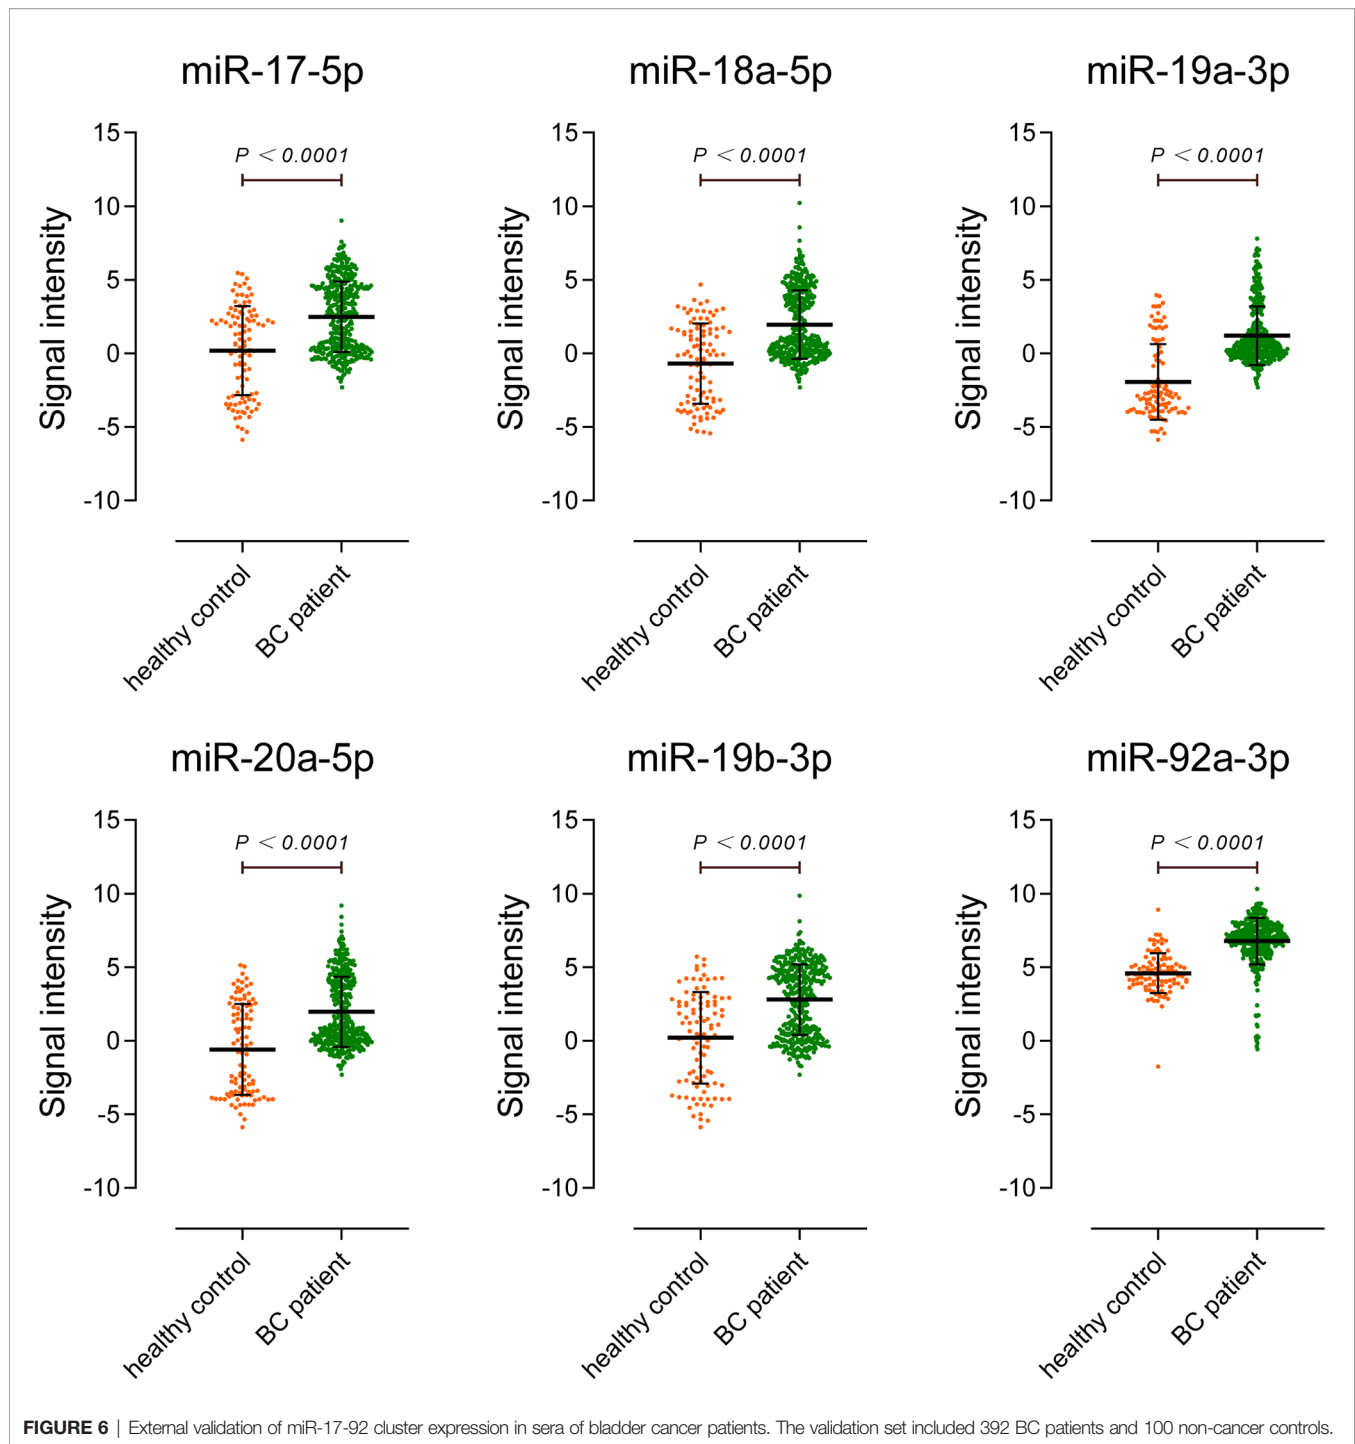 miR-17-5p
15
10
5
0
-5
-10
Signal intensity
P < 0.0001
healthy control
BC patient
miR-18a-5p
15
10
5
0
-5
-10
Signal intensity
P < 0.0001
healthy control
BC patient
miR-19a-3p
15
10
5
0
-5
-10
Signal intensity
P < 0.0001
healthy control
BC patient
miR-20a-5p
15
10
5
0
-5
-10
Signal intensity
P < 0.0001
healthy control
BC patient
miR-19b-3p
15
10
5
0
-5
-10
Signal intensity
P < 0.0001
healthy control
BC patient
miR-92a-3p
15
10
5
0
-5
-10
Signal intensity
P < 0.0001
healthy control
BC patient
FIGURE 6 | External validation of miR-17-92 cluster expression in sera of bladder cancer patients. The validation set included 392 BC patients and 100 non-cancer controls.